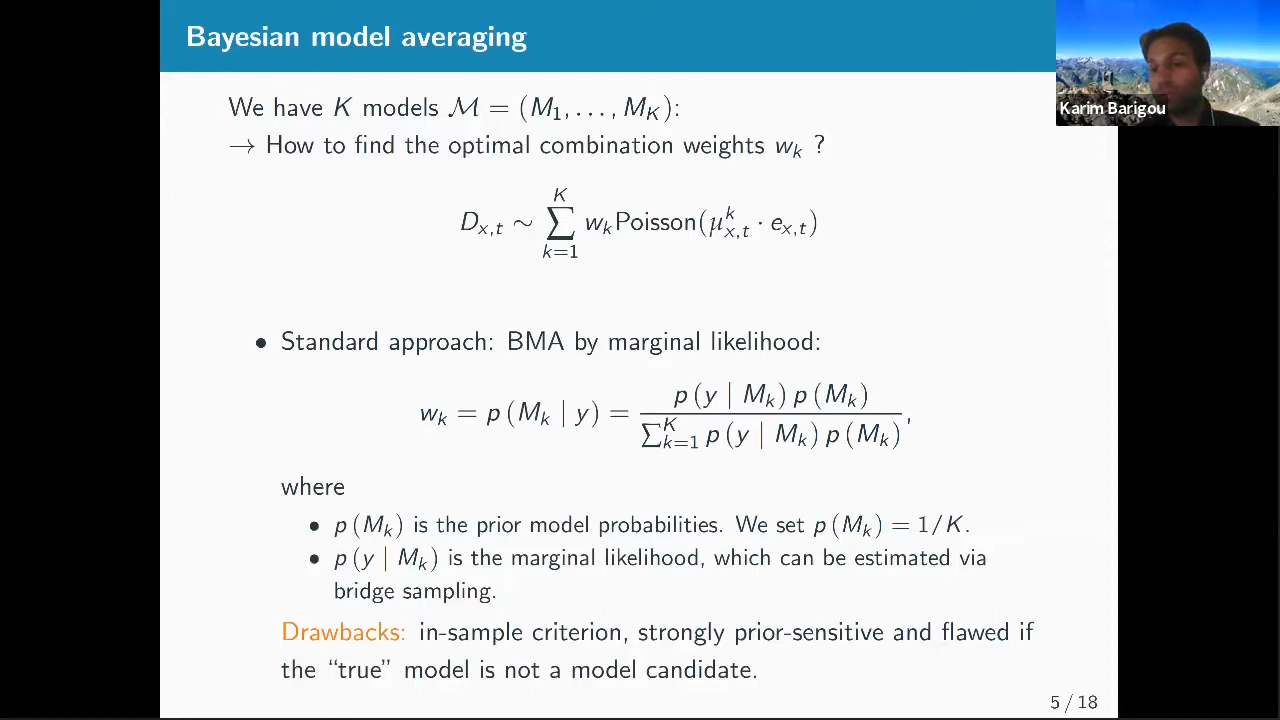 Bayesian model averaging
Karim Barigou
We have K models ℳ = (M₁, . . . , M_K):
→ How to find the optimal combination weights w_k ?
D_{x,t} ∼ ∑_{k=1}^{K} w_k Poisson(μ^k_{x,t} · e_{x,t})
• Standard approach: BMA by marginal likelihood:
w_k = p (M_k | y) = \frac{p (y | M_k) p (M_k)}{∑_{k=1}^{K} p (y | M_k) p (M_k)},
where
• p (M_k) is the prior model probabilities. We set p (M_k) = 1/K.
• p (y | M_k) is the marginal likelihood, which can be estimated via
bridge sampling.
Drawbacks: in-sample criterion, strongly prior-sensitive and flawed if
the “true” model is not a model candidate.
5 / 18